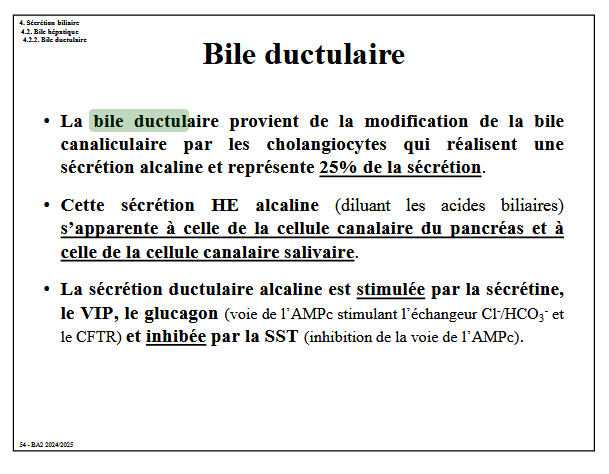 4. Sécrétion biliaire
4.2. Bile hépatique
4.2.2. Bile ductulaire
Bile ductulaire
• La bile ductulaire provient de la modification de la bile
canaliculaire par les cholangiocytes qui réalisent une
sécrétion alcaline et représente 25% de la sécrétion.
• Cette sécrétion HE alcaline (diluant les acides biliaires)
s’apparente à celle de la cellule canalaire du pancréas et à
celle de la cellule canalaire salivaire.
• La sécrétion ductulaire alcaline est stimulée par la sécrétine,
le VIP, le glucagon (voie de l’AMPc stimulant l’échangeur Cl⁻/HCO₃⁻ et
le CFTR) et inhibée par la SST (inhibition de la voie de l’AMPc).
54 - BA2 2024/2025